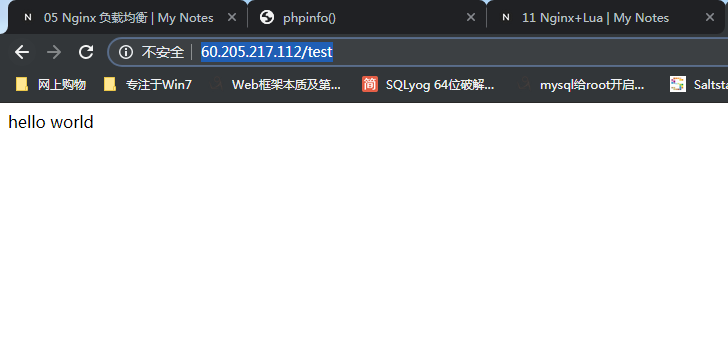 N 05 Nginx 负载均衡 | My Notes × phpinfo() × N 11 Nginx+Lua | My Notes ×
不安全 | 60.205.217.112/test
网上购物 专注于Win7 Web框架本质及第... 简 SQLyog 64位破解... mysql给root开启... Saltsta
hello world